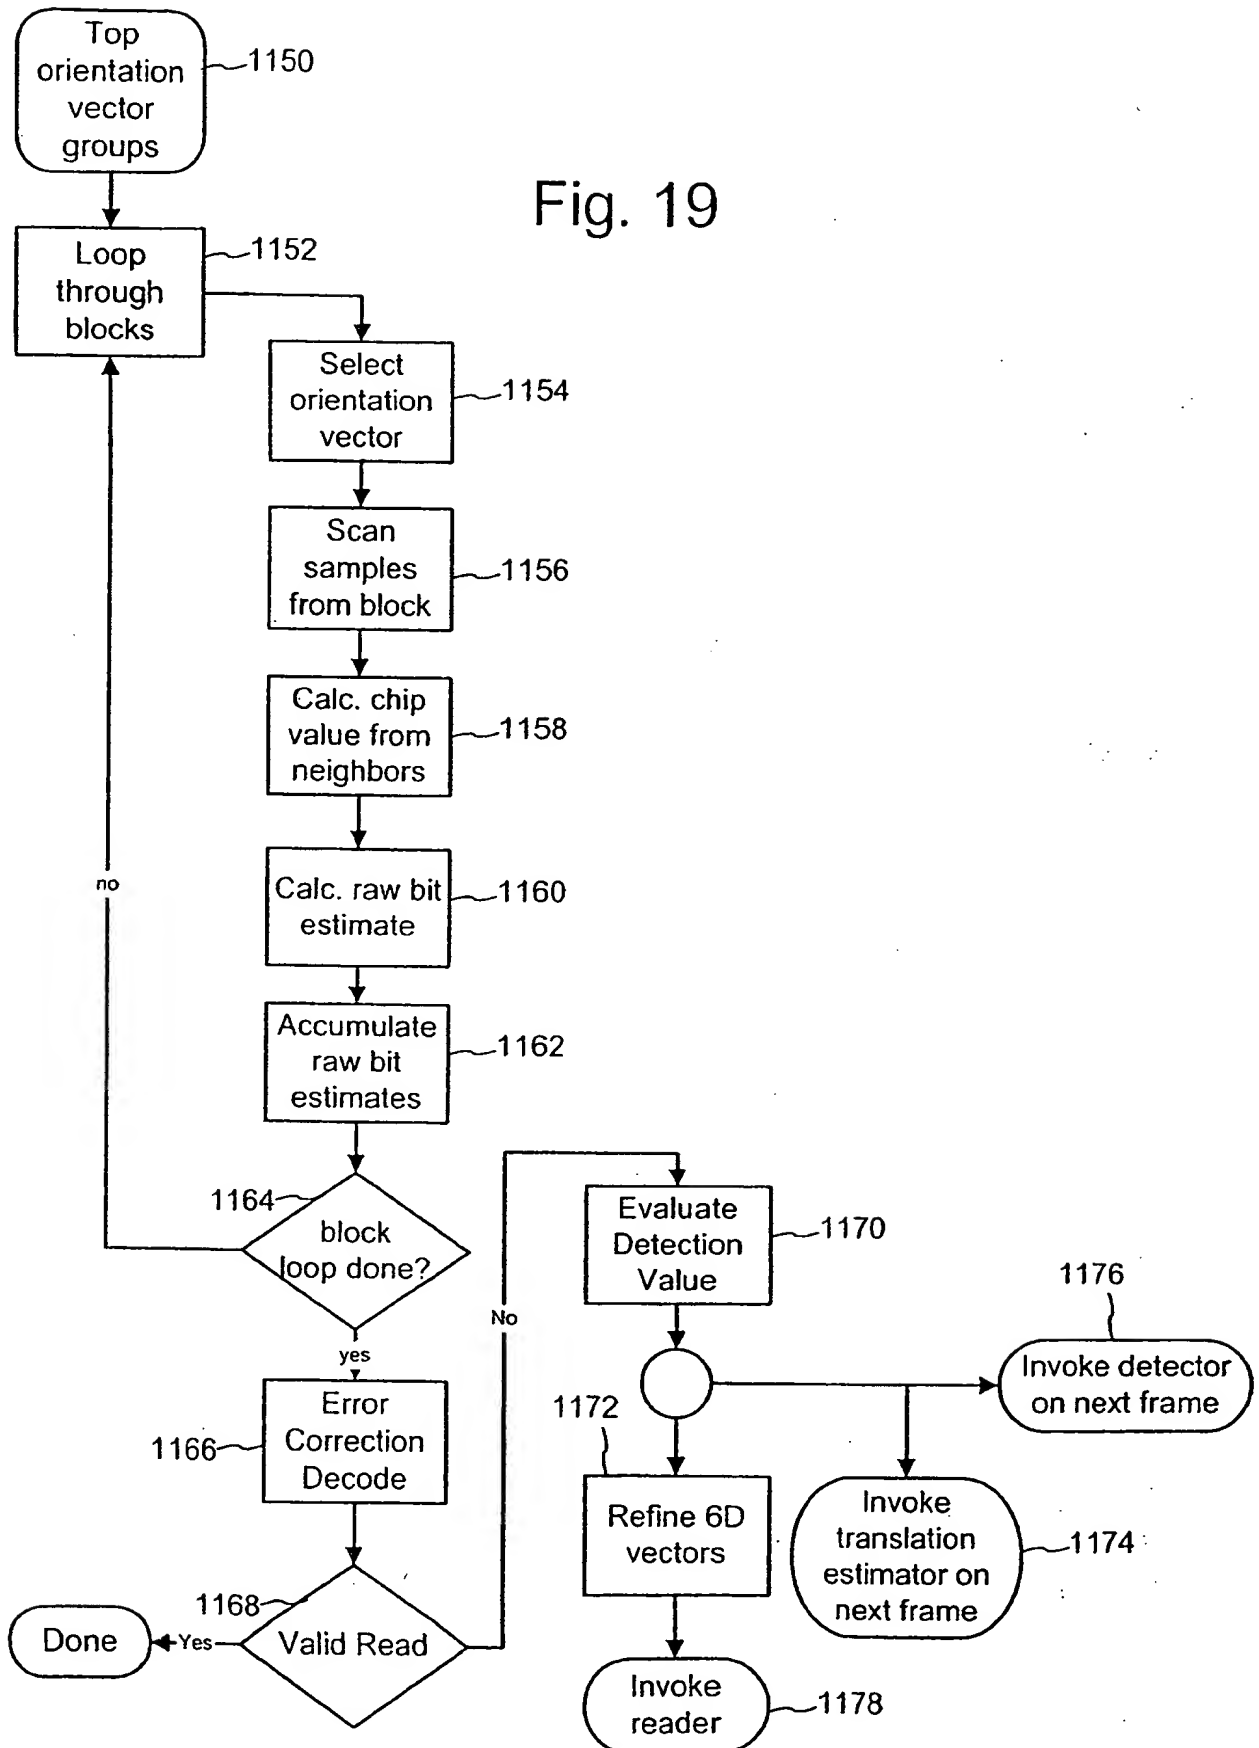 Top
orientation
vector
groups
1150
Fig. 19
Loop
through
blocks
1152
Select
orientation
vector
1154
Scan
samples
from block
1156
Calc. chip
value from
neighbors
1158
no
Calc. raw bit
estimate
1160
Accumulate
raw bit
estimates
1162
1164
block
loop done?
yes
Error
Correction
Decode
1166
1168
Valid Read
Yes
Done
No
Evaluate
Detection
Value
1170
1176
Invoke detector
on next frame
1172
Refine 6D
vectors
Invoke
translation
estimator on
next frame
1174
Invoke
reader
1178